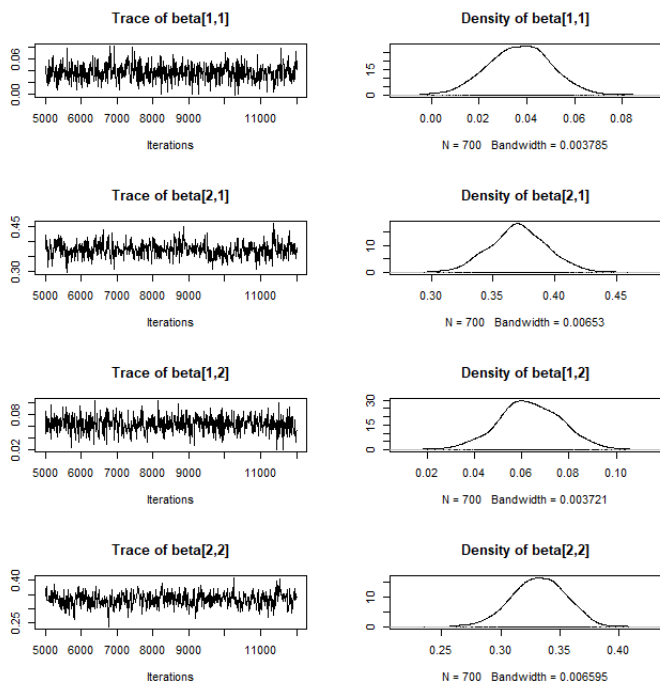 Trace of beta[1,1]
0.00 0.06
5000 6000 7000 8000 9000 11000
Iterations
Density of beta[1,1]
0 15
0.00 0.02 0.04 0.06 0.08
N = 700 Bandwidth = 0.003785
Trace of beta[2,1]
0.30 0.45
5000 6000 7000 8000 9000 11000
Iterations
Density of beta[2,1]
0 10
0.30 0.35 0.40 0.45
N = 700 Bandwidth = 0.00653
Trace of beta[1,2]
0.02 0.08
5000 6000 7000 8000 9000 11000
Iterations
Density of beta[1,2]
0 15 30
0.02 0.04 0.06 0.08 0.10
N = 700 Bandwidth = 0.003721
Trace of beta[2,2]
0.25 0.40
5000 6000 7000 8000 9000 11000
Iterations
Density of beta[2,2]
0 10
0.25 0.30 0.35 0.40
N = 700 Bandwidth = 0.006595